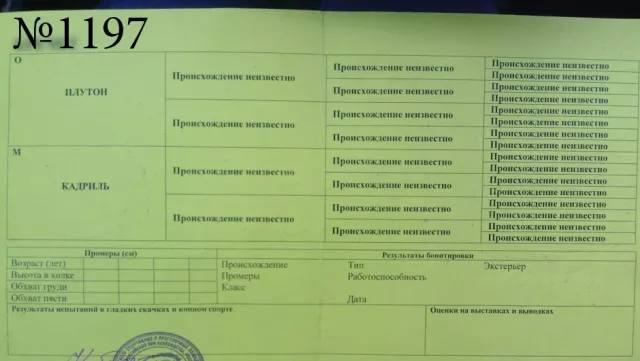 №1197
О
ПЛУТОН
Происхождение неизвестно
Происхождение неизвестно
Происхождение неизвестно
Происхождение неизвестно
Происхождение неизвестно
Происхождение неизвестно
Происхождение неизвестно
Происхождение неизвестно
Происхождение неизвестно
Происхождение неизвестно
Происхождение неизвестно
Происхождение неизвестно
Происхождение неизвестно
Происхождение неизвестно
М
КАДРИЛЬ
Происхождение неизвестно
Происхождение неизвестно
Происхождение неизвестно
Происхождение неизвестно
Происхождение неизвестно
Происхождение неизвестно
Происхождение неизвестно
Происхождение неизвестно
Происхождение неизвестно
Происхождение неизвестно
Происхождение неизвестно
Происхождение неизвестно
Происхождение неизвестно
Происхождение неизвестно
Промеры (см)
Возраст (лет)
Высота в холке
Обхват груди
Обхват пясти
Результаты бонитировки
Происхождение Тип Экстерьер
Промеры Работоспособность
Класс
Дата
Результаты испытаний в гладких скачках и конном спорте
Оценки на выставках и выводках